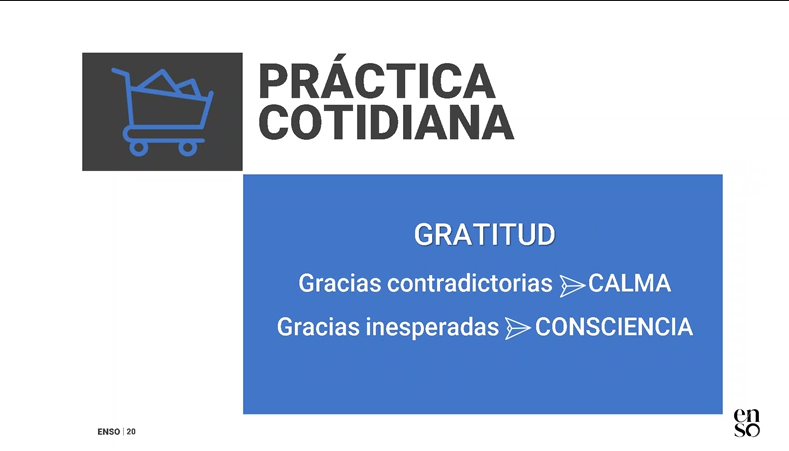 PRÁCTICA
COTIDIANA
GRATITUD
Gracias contradictorias CALMA
Gracias inesperadas CONSCIENCIA
ENSO | 20
en
so